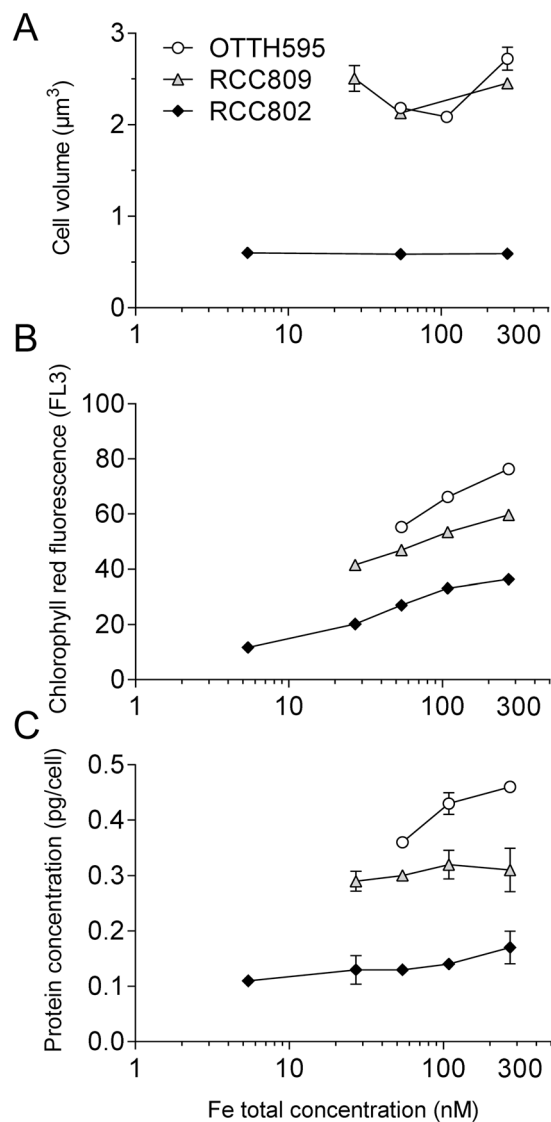 A
3
2
1
0
Cell volume (μm³)
OTTH595
RCC809
RCC802
1
10
100
300
B
100
80
60
40
20
0
Chlorophyll red fluorescence (FL3)
1
10
100
300
C
0.5
0.4
0.3
0.2
0.1
0.0
Protein concentration (pg/cell)
1
10
100
300
Fe total concentration (nM)